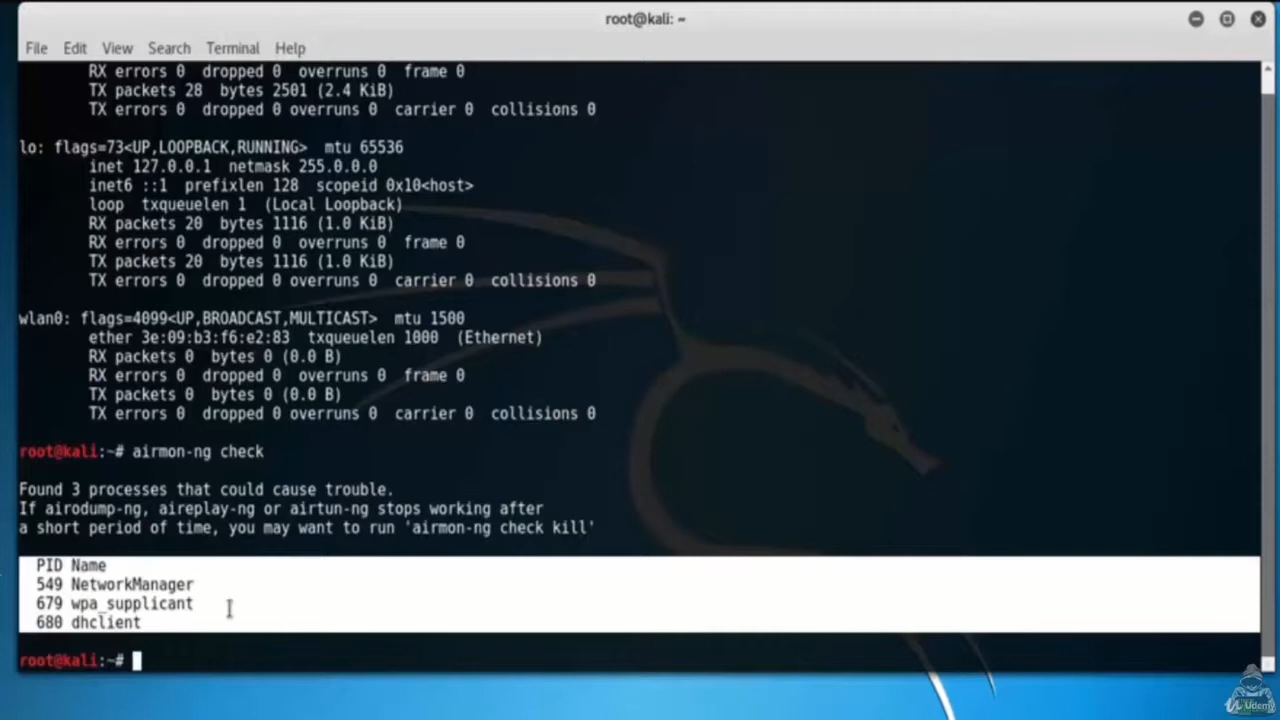 root@kali: ~
File Edit View Search Terminal Help
RX errors 0  dropped 0  overruns 0  frame 0
TX packets 28  bytes 2501 (2.4 KiB)
TX errors 0  dropped 0 overruns 0  carrier 0  collisions 0
lo: flags=73<UP,LOOPBACK,RUNNING>  mtu 65536
inet 127.0.0.1  netmask 255.0.0.0
inet6 ::1  prefixlen 128  scopeid 0x10<host>
loop  txqueuelen 1  (Local Loopback)
RX packets 20  bytes 1116 (1.0 KiB)
RX errors 0  dropped 0  overruns 0  frame 0
TX packets 20  bytes 1116 (1.0 KiB)
TX errors 0  dropped 0 overruns 0  carrier 0  collisions 0
wlan0: flags=4099<UP,BROADCAST,MULTICAST>  mtu 1500
ether 3e:09:b3:f6:e2:83  txqueuelen 1000  (Ethernet)
RX packets 0  bytes 0 (0.0 B)
RX errors 0  dropped 0  overruns 0  frame 0
TX packets 0  bytes 0 (0.0 B)
TX errors 0  dropped 0 overruns 0  carrier 0  collisions 0
root@kali:~# airmon-ng check
Found 3 processes that could cause trouble.
If airodump-ng, aireplay-ng or airtun-ng stops working after
a short period of time, you may want to run 'airmon-ng check kill'
PID Name
549 NetworkManager
679 wpa_supplicant
680 dhclient
root@kali:~#
Udemy